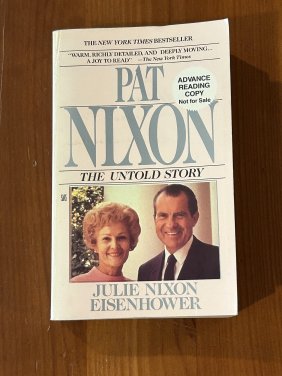 THE NEW YORK TIMES BESTSELLER
"WARM, RICHLY DETAILED, AND DEEPLY MOVING...
A JOY TO READ" —The New York Times
PAT
ADVANCE
READING
COPY
Not for Sale
NIXON
THE UNTOLD STORY
JULIE NIXON
EISENHOWER